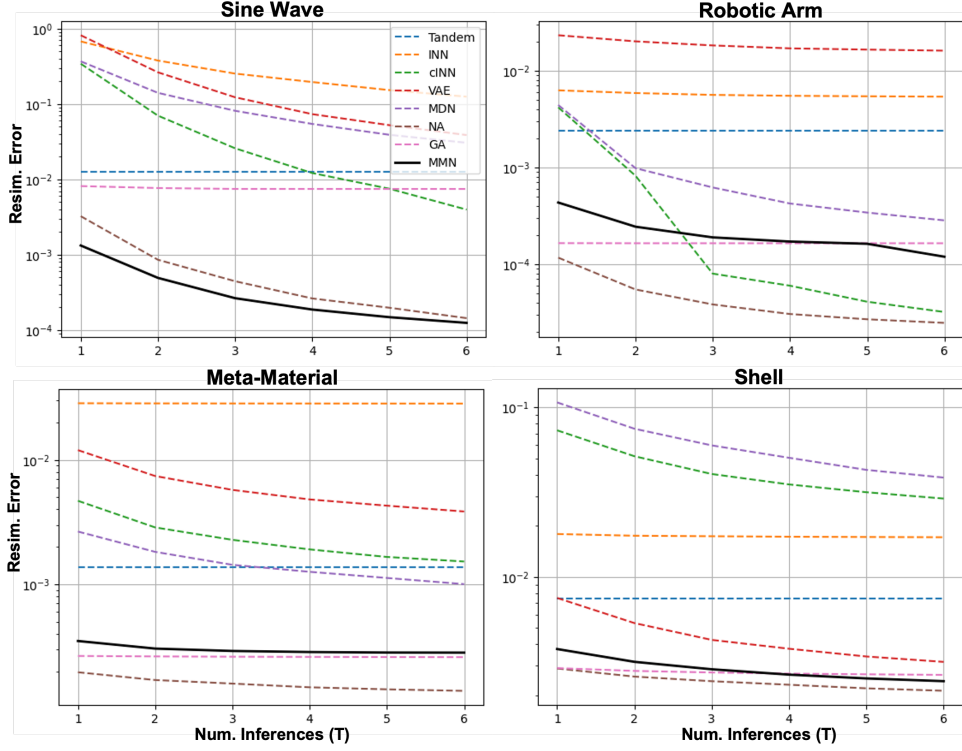 Sine Wave
Robotic Arm
Resim. Error
10⁰
10⁻¹
10⁻²
10⁻³
10⁻⁴
1 2 3 4 5 6
Tandem
INN
cINN
VAE
MDN
NA
GA
MMN
10⁻²
10⁻³
10⁻⁴
1 2 3 4 5 6
Meta-Material
Shell
Resim. Error
10⁻²
10⁻³
1 2 3 4 5 6
Num. Inferences (T)
10⁻¹
10⁻²
1 2 3 4 5 6
Num. Inferences (T)